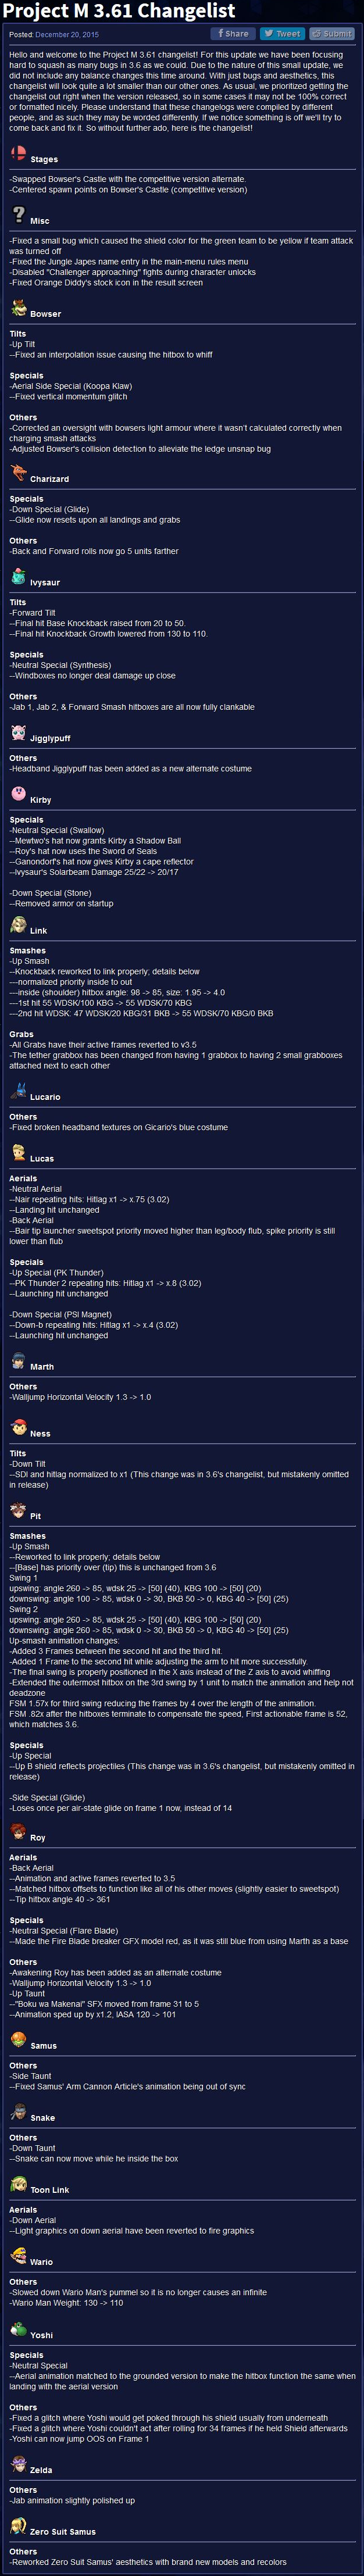 Project M 3.61 Changelist
Posted: December 20, 2015
Share
Tweet
Submit
Hello and welcome to the Project M 3.61 changelist! For this update we have been focusing
hard to squash as many bugs in 3.6 as we could. Due to the nature of this small update, we
did not include any balance changes this time around. With just bugs and aesthetics, this
changelist will look quite a lot smaller than our other ones. As usual, we prioritized getting the
changelist out right when the version released, so in some cases it may not be 100% correct
or formatted nicely. Please understand that these changelogs were compiled by different
people, and as such they may be worded differently. If we notice something is off we'll try to
come back and fix it. So without further ado, here is the changelist!
Stages
-Swapped Bowser's Castle with the competitive version alternate.
-Centered spawn points on Bowser's Castle (competitive version)
Misc
-Fixed a small bug which caused the shield color for the green team to be yellow if team attack
was turned off
-Fixed the Jungle Japes name entry in the main-menu rules menu
-Disabled "Challenger approaching" fights during character unlocks
-Fixed Orange Diddy's stock icon in the result screen
Bowser
Tilts
-Up Tilt
--Fixed an interpolation issue causing the hitbox to whiff
Specials
-Aerial Side Special (Koopa Klaw)
--Fixed vertical momentum glitch
Others
-Corrected an oversight with bowsers light armour where it wasn't calculated correctly when
charging smash attacks
-Adjusted Bowser's collision detection to alleviate the ledge unsnap bug
Charizard
Specials
-Down Special (Glide)
--Glide now resets upon all landings and grabs
Others
-Back and Forward rolls now go 5 units farther
Ivysaur
Tilts
-Forward Tilt
--Final hit Base Knockback raised from 20 to 50.
--Final hit Knockback Growth lowered from 130 to 110.
Specials
-Neutral Special (Synthesis)
--Windboxes no longer deal damage up close
Others
-Jab 1, Jab 2, & Forward Smash hitboxes are all now fully clankable
Jigglypuff
Others
-Headband Jigglypuff has been added as a new alternate costume
Kirby
Specials
-Neutral Special (Swallow)
--Mewtwo's hat now grants Kirby a Shadow Ball
--Roy's hat now uses the Sword of Seals
--Ganondorf's hat now gives Kirby a cape reflector
--Ivysaur's Solarbeam Damage 25/22 -> 20/17
-Down Special (Stone)
--Removed armor on startup
Link
Smashes
-Up Smash
--Knockback reworked to link properly; details below
----normalized priority inside to out
----inside (shoulder) hitbox angle: 98 -> 85, size: 1.95 -> 4.0
----1st hit 55 WDSK/100 KBG -> 55 WDSK/70 KBG
----2nd hit WDSK: 47 WDSK/20 KBG/31 BKB -> 55 WDSK/70 KBG/0 BKB
Grabs
-All Grabs have their active frames reverted to v3.5
-The tether grabbox has been changed from having 1 grabbox to having 2 small grabboxes
attached next to each other
Lucario
Others
-Fixed broken headband textures on Gicario's blue costume
Lucas
Aerials
-Neutral Aerial
--Nair repeating hits: Hitlag x1 -> x.75 (3.02)
--Landing hit unchanged
-Back Aerial
--Bair tip launcher sweetspot priority moved higher than leg/body flub, spike priority is still
lower than flub
Specials
-Up Special (PK Thunder)
--PK Thunder 2 repeating hits: Hitlag x1 -> x.8 (3.02)
--Launching hit unchanged
-Down Special (PSI Magnet)
--Down-b repeating hits: Hitlag x1 -> x.4 (3.02)
--Launching hit unchanged
Marth
Others
-Walljump Horizontal Velocity 1.3 -> 1.0
Ness
Tilts
-Down Tilt
--SDI and hitlag normalized to x1 (This change was in 3.6's changelist, but mistakenly omitted
in release)
Pit
Smashes
-Up Smash
--Reworked to link properly; details below
--[Base] has priority over (tip) this is unchanged from 3.6
Swing 1
upswing: angle 260 -> 85, wdsk 25 -> [50] (40), KBG 100 -> [50] (20)
downswing: angle 100 -> 85, wdsk 0 -> 30, BKB 50 -> 0, KBG 40 -> [50] (25)
Swing 2
upswing: angle 260 -> 85, wdsk 25 -> [50] (40), KBG 100 -> [50] (20)
downswing: angle 260 -> 85, wdsk 0 -> 30, BKB 50 -> 0, KBG 40 -> [50] (25)
Up-smash animation changes:
-Added 3 Frames between the second hit and the third hit.
-Added 1 Frame to the second hit while adjusting the arm to hit more successfully.
-The final swing is properly positioned in the X axis instead of the Z axis to avoid whiffing
-Extended the outermost hitbox on the 3rd swing by 1 unit to match the animation and help not
deadzone
FSM 1.57x for third swing reducing the frames by 4 over the length of the animation.
FSM .82x after the hitboxes terminate to compensate the speed, First actionable frame is 52,
which matches 3.6.
Specials
-Up Special
--Up B shield reflects projectiles (This change was in 3.6's changelist, but mistakenly omitted in
release)
-Side Special (Glide)
-Loses once per air-state glide on frame 1 now, instead of 14
Roy
Aerials
-Back Aerial
--Animation and active frames reverted to 3.5
--Matched hitbox offsets to function like all of his other moves (slightly easier to sweetspot)
--Tip hitbox angle 40 -> 361
Specials
-Neutral Special (Flare Blade)
--Made the Fire Blade breaker GFX model red, as it was still blue from using Marth as a base
Others
-Awakening Roy has been added as an alternate costume
-Walljump Horizontal Velocity 1.3 -> 1.0
-Up Taunt
--"Boku wa Makenai" SFX moved from frame 31 to 5
--Animation sped up by x1.2, IASA 120 -> 101
Samus
Others
-Side Taunt
--Fixed Samus' Arm Cannon Article's animation being out of sync
Snake
Others
-Down Taunt
--Snake can now move while he inside the box
Toon Link
Aerials
-Down Aerial
--Light graphics on down aerial have been reverted to fire graphics
Wario
Others
-Slowed down Wario Man's pummel so it is no longer causes an infinite
-Wario Man Weight: 130 -> 110
Yoshi
Specials
-Neutral Special
--Aerial animation matched to the grounded version to make the hitbox function the same when
landing with the aerial version
Others
-Fixed a glitch where Yoshi would get poked through his shield usually from underneath
-Fixed a glitch where Yoshi couldn't act after rolling for 34 frames if he held Shield afterwards
-Yoshi can now jump OOS on Frame 1
Zelda
Others
-Jab animation slightly polished up
Zero Suit Samus
Others
-Reworked Zero Suit Samus' aesthetics with brand new models and recolors